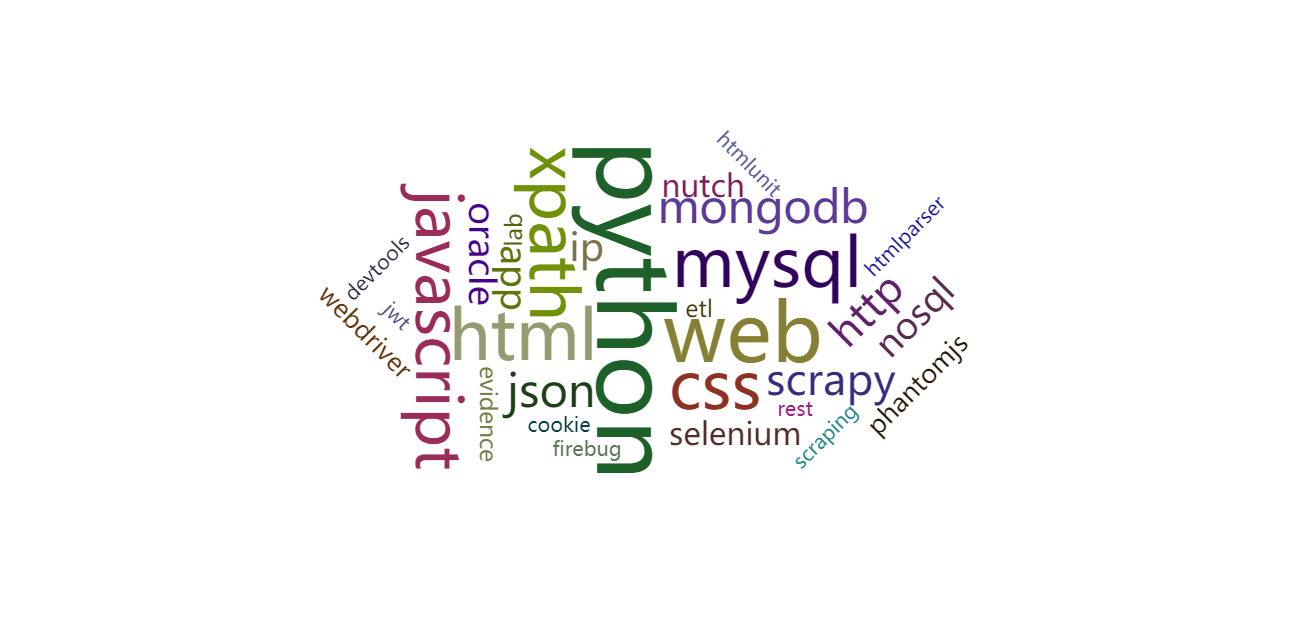 python
javascript
xpath
html
web
mysql
mongodb
css
http
nosql
scrapy
json
oracle
app
ip
selenium
nutch
phantomjs
webdriver
htmlparser
htmlunit
devtools
jwt
lab
etl
evidence
cookie
firebug
rest
scraping